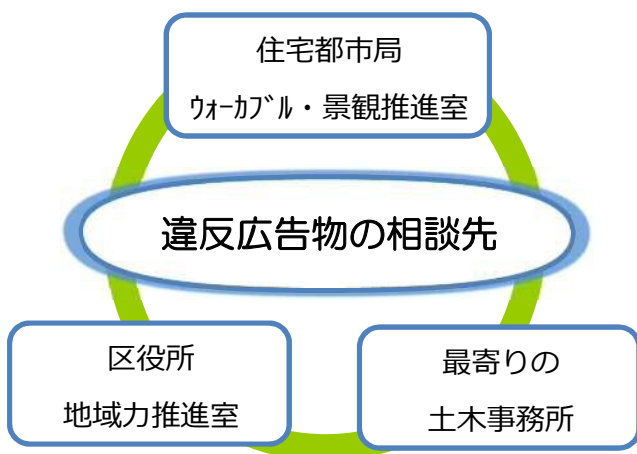 住宅都市局
ｳｫｰｶﾌﾞﾙ・景観推進室
違反広告物の相談先
区役所
地域力推進室
最寄りの
土木事務所